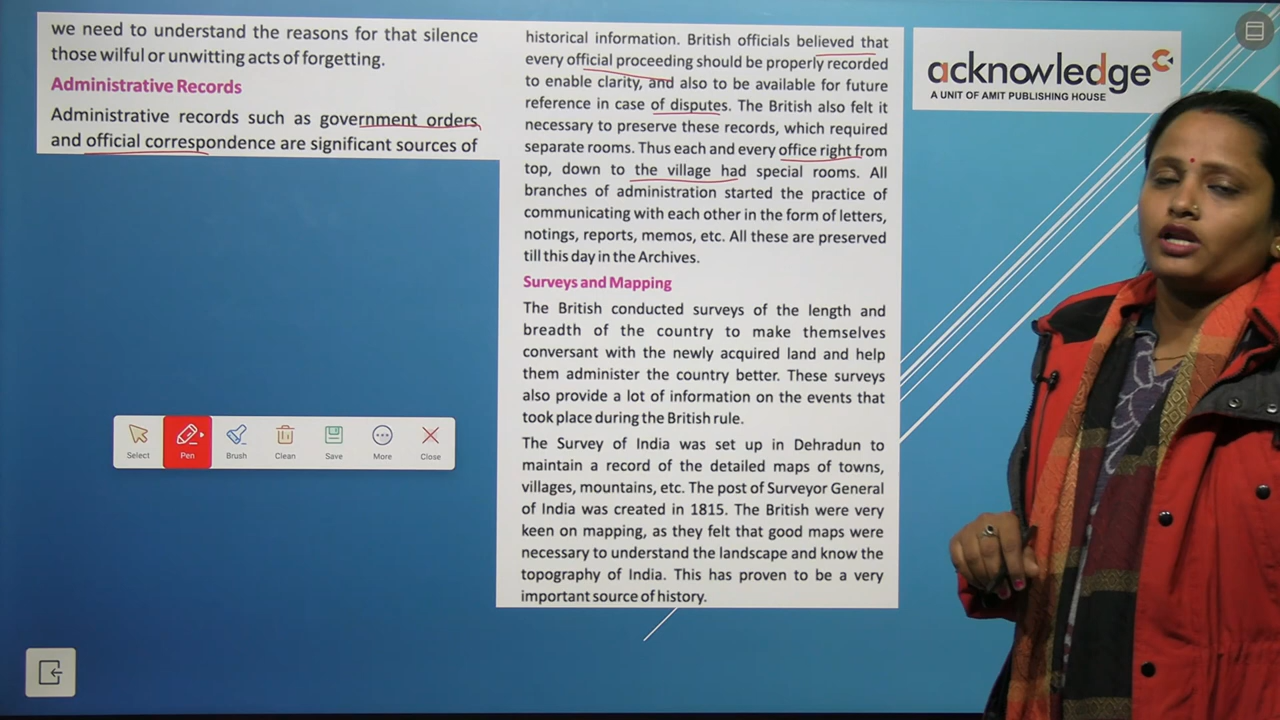 we need to understand the reasons for that silence
those wilful or unwitting acts of forgetting.
Administrative Records
Administrative records such as government orders
and official correspondence are significant sources of
historical information. British officials believed that
every official proceeding should be properly recorded
to enable clarity, and also to be available for future
reference in case of disputes. The British also felt it
necessary to preserve these records, which required
separate rooms. Thus each and every office right from
top, down to the village had special rooms. All
branches of administration started the practice of
communicating with each other in the form of letters,
notings, reports, memos, etc. All these are preserved
till this day in the Archives.
Surveys and Mapping
The British conducted surveys of the length and
breadth of the country to make themselves
conversant with the newly acquired land and help
them administer the country better. These surveys
also provide a lot of information on the events that
took place during the British rule.
The Survey of India was set up in Dehradun to
maintain a record of the detailed maps of towns,
villages, mountains, etc. The post of Surveyor General
of India was created in 1815. The British were very
keen on mapping, as they felt that good maps were
necessary to understand the landscape and know the
topography of India. This has proven to be a very
important source of history.
acknowledge
A UNIT OF AMIT PUBLISHING HOUSE
Select
Pen
Brush
Clean
Save
More
Close